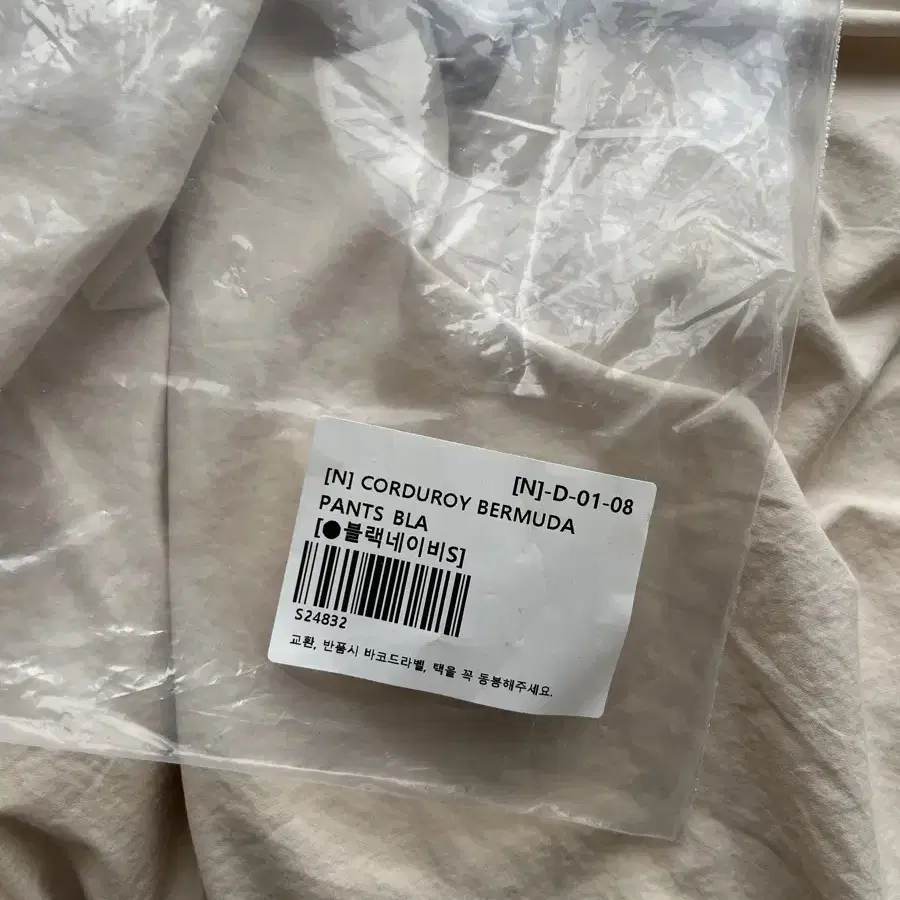 [N]-D-01-08
[N] CORDUROY BERMUDA
PANTS BLA
[●블랙네이비S]
S24832
교환, 반품시 바코드라벨, 택을 꼭 동봉해주세요.